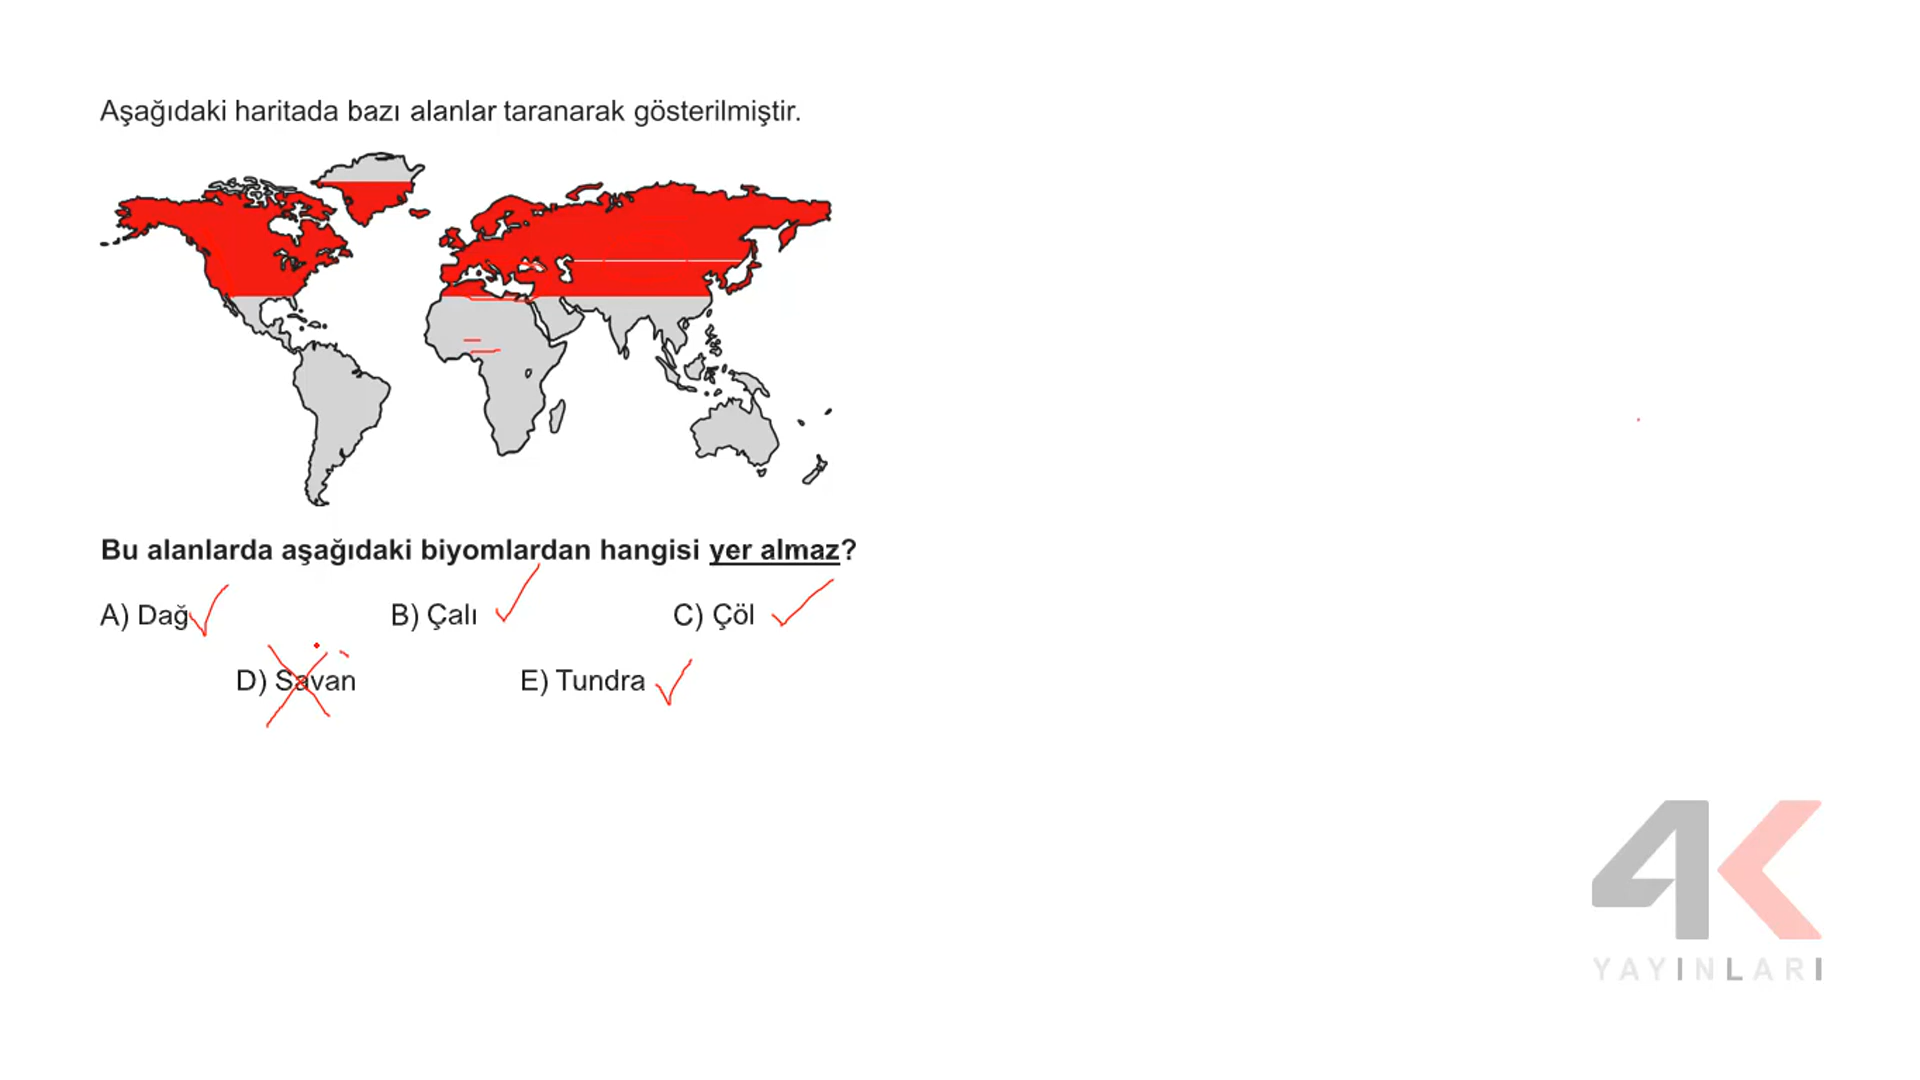 Aşağıdaki haritada bazı alanlar taranarak gösterilmiştir.
Bu alanlarda aşağıdaki biyomlardan hangisi yer almaz?
A) Dağ B) Çalı C) Çöl
D) Savan E) Tundra
4K
YAYINLARI